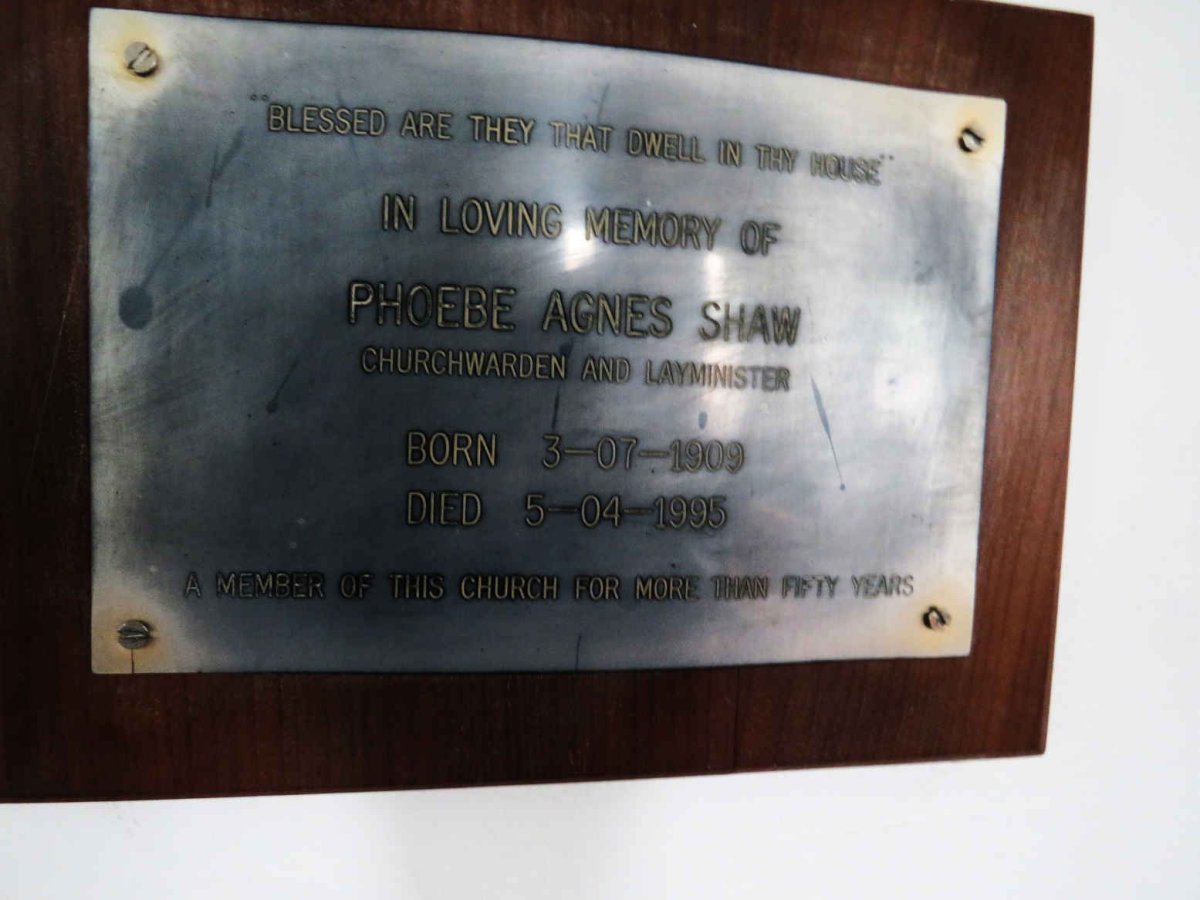 "BLESSED ARE THEY THAT DWELL IN THY HOUSE"
IN LOVING MEMORY OF
PHOEBE AGNES SHAW
CHURCHWARDEN AND LAYMINISTER
BORN 3-07-1909
DIED 5-04-1995
A MEMBER OF THIS CHURCH FOR MORE THAN FIFTY YEARS